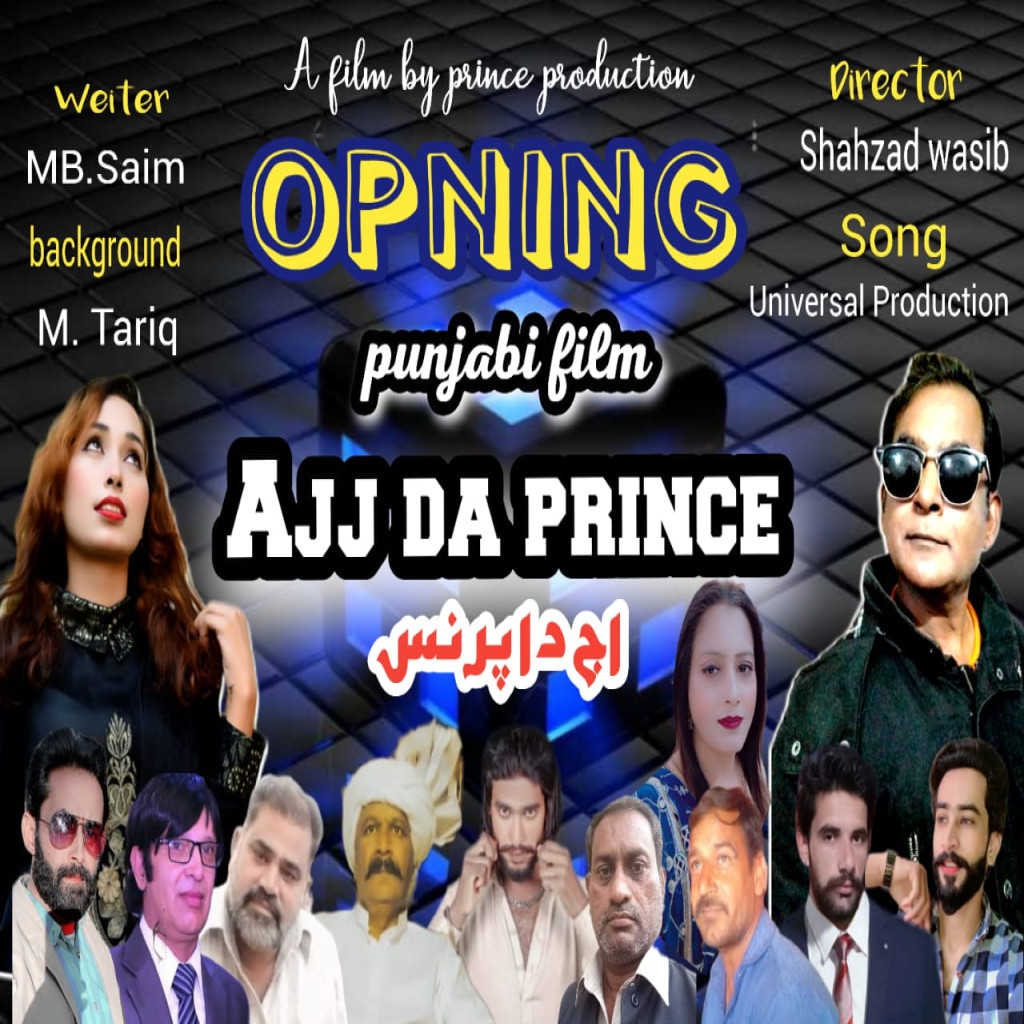 A film by prince production
Weiter
MB.Saim
background
M. Tariq
Director
Shahzad wasib
Song
Universal Production
OPNING
punjabi film
AJJ DA PRINCE
اج دا پرنس